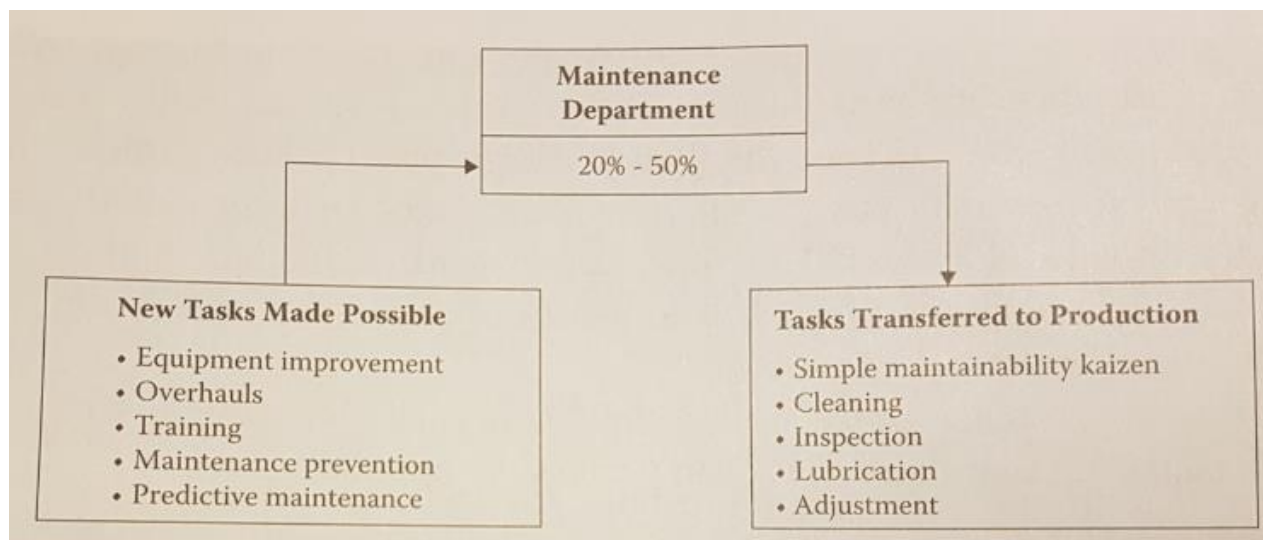 Maintenance
Department
20% - 50%
New Tasks Made Possible
• Equipment improvement
• Overhauls
• Training
• Maintenance prevention
• Predictive maintenance
Tasks Transferred to Production
• Simple maintainability kaizen
• Cleaning
• Inspection
• Lubrication
• Adjustment